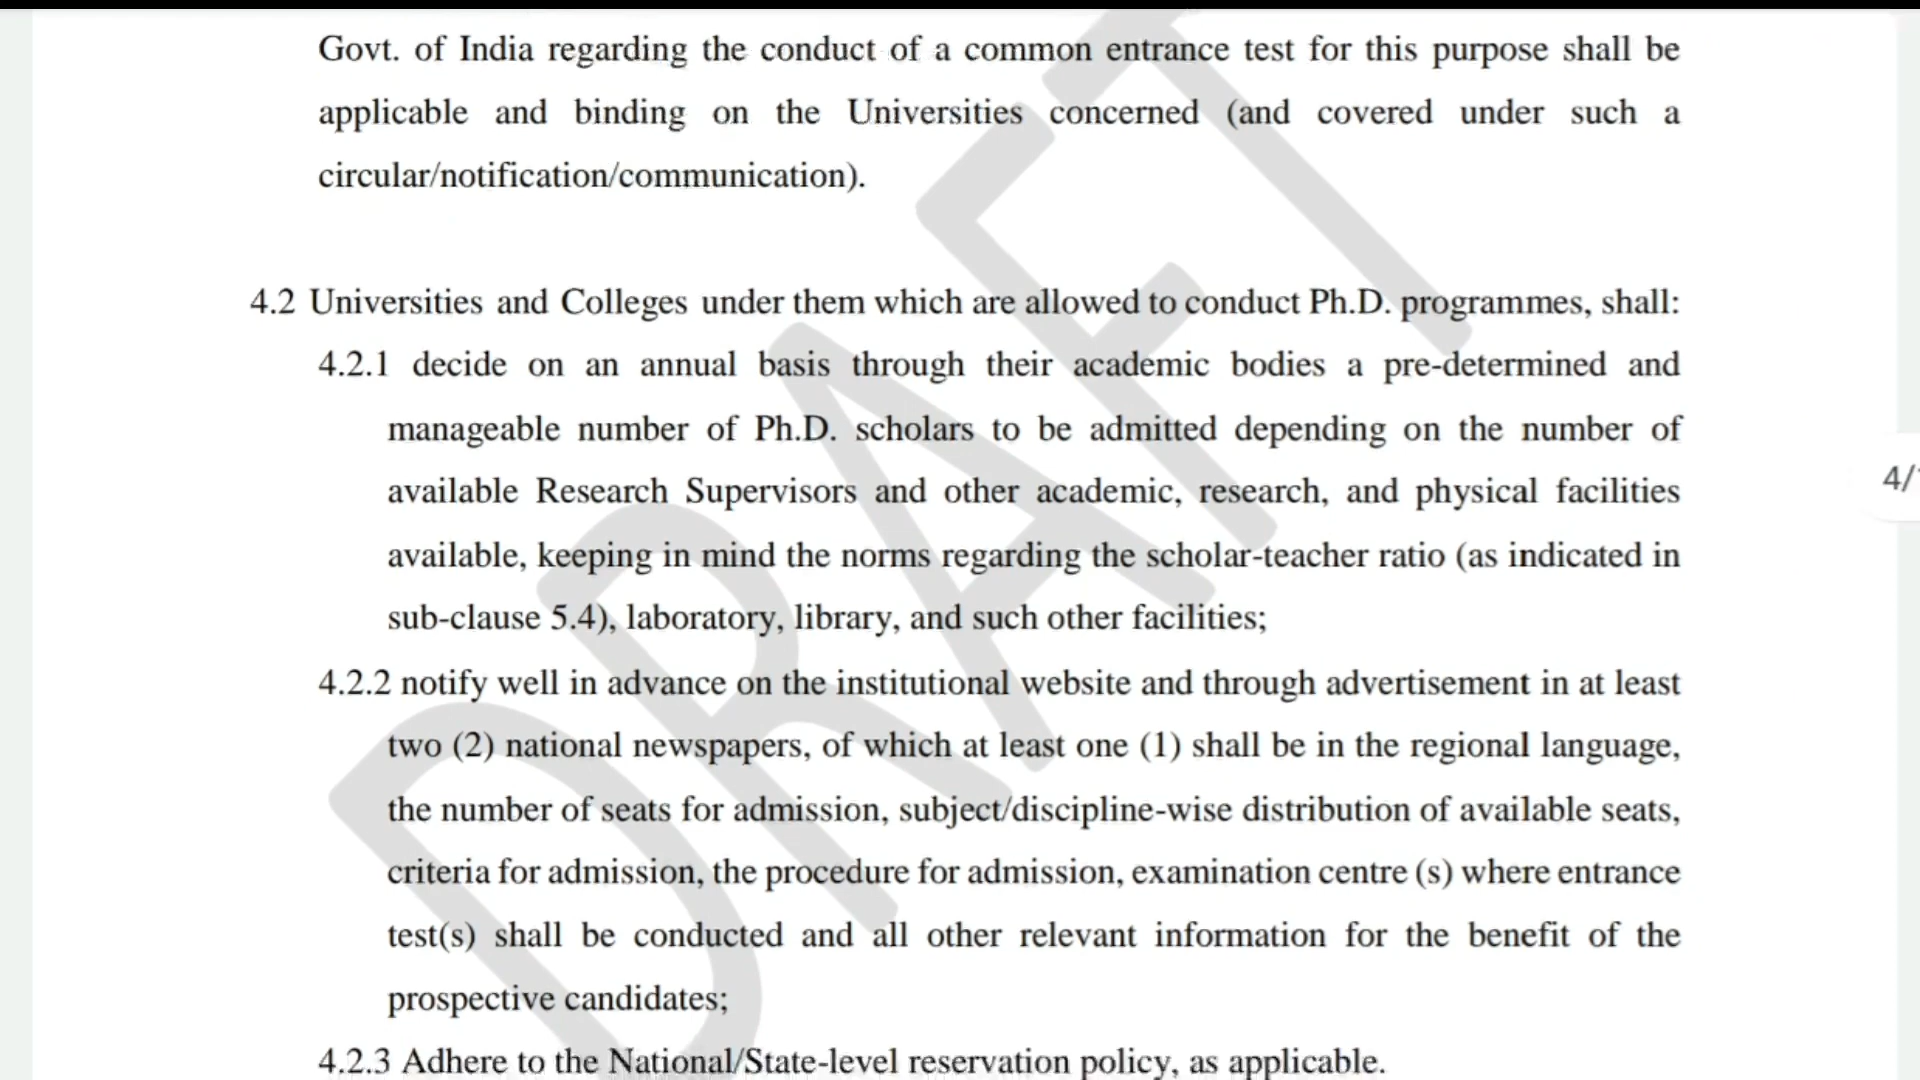 Govt. of India regarding the conduct of a common entrance test for this purpose shall be
applicable and binding on the Universities concerned (and covered under such a
circular/notification/communication).
4.2 Universities and Colleges under them which are allowed to conduct Ph.D. programmes, shall:
4.2.1 decide on an annual basis through their academic bodies a pre-determined and
manageable number of Ph.D. scholars to be admitted depending on the number of
available Research Supervisors and other academic, research, and physical facilities
available, keeping in mind the norms regarding the scholar-teacher ratio (as indicated in
sub-clause 5.4), laboratory, library, and such other facilities;
4.2.2 notify well in advance on the institutional website and through advertisement in at least
two (2) national newspapers, of which at least one (1) shall be in the regional language,
the number of seats for admission, subject/discipline-wise distribution of available seats,
criteria for admission, the procedure for admission, examination centre (s) where entrance
test(s) shall be conducted and all other relevant information for the benefit of the
prospective candidates;
4.2.3 Adhere to the National/State-level reservation policy, as applicable.
DRAFT
4/